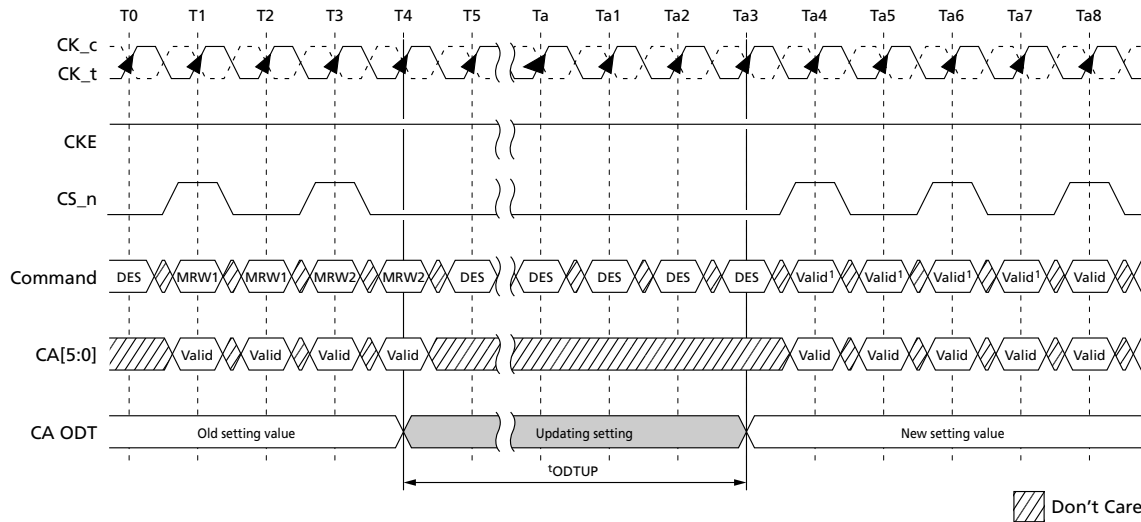 T0 T1 T2 T3 T4 T5 Ta Ta1 Ta2 Ta3 Ta4 Ta5 Ta6 Ta7 Ta8
CK_c
CK_t
CKE
CS_n
Command DES MRW1 MRW1 MRW2 MRW2 DES DES DES DES DES Valid¹ Valid¹ Valid¹ Valid¹ Valid
CA[5:0] Valid Valid Valid Valid Valid Valid Valid Valid Valid
CA ODT Old setting value Updating setting New setting value
ᵗODTUP
Don't Care